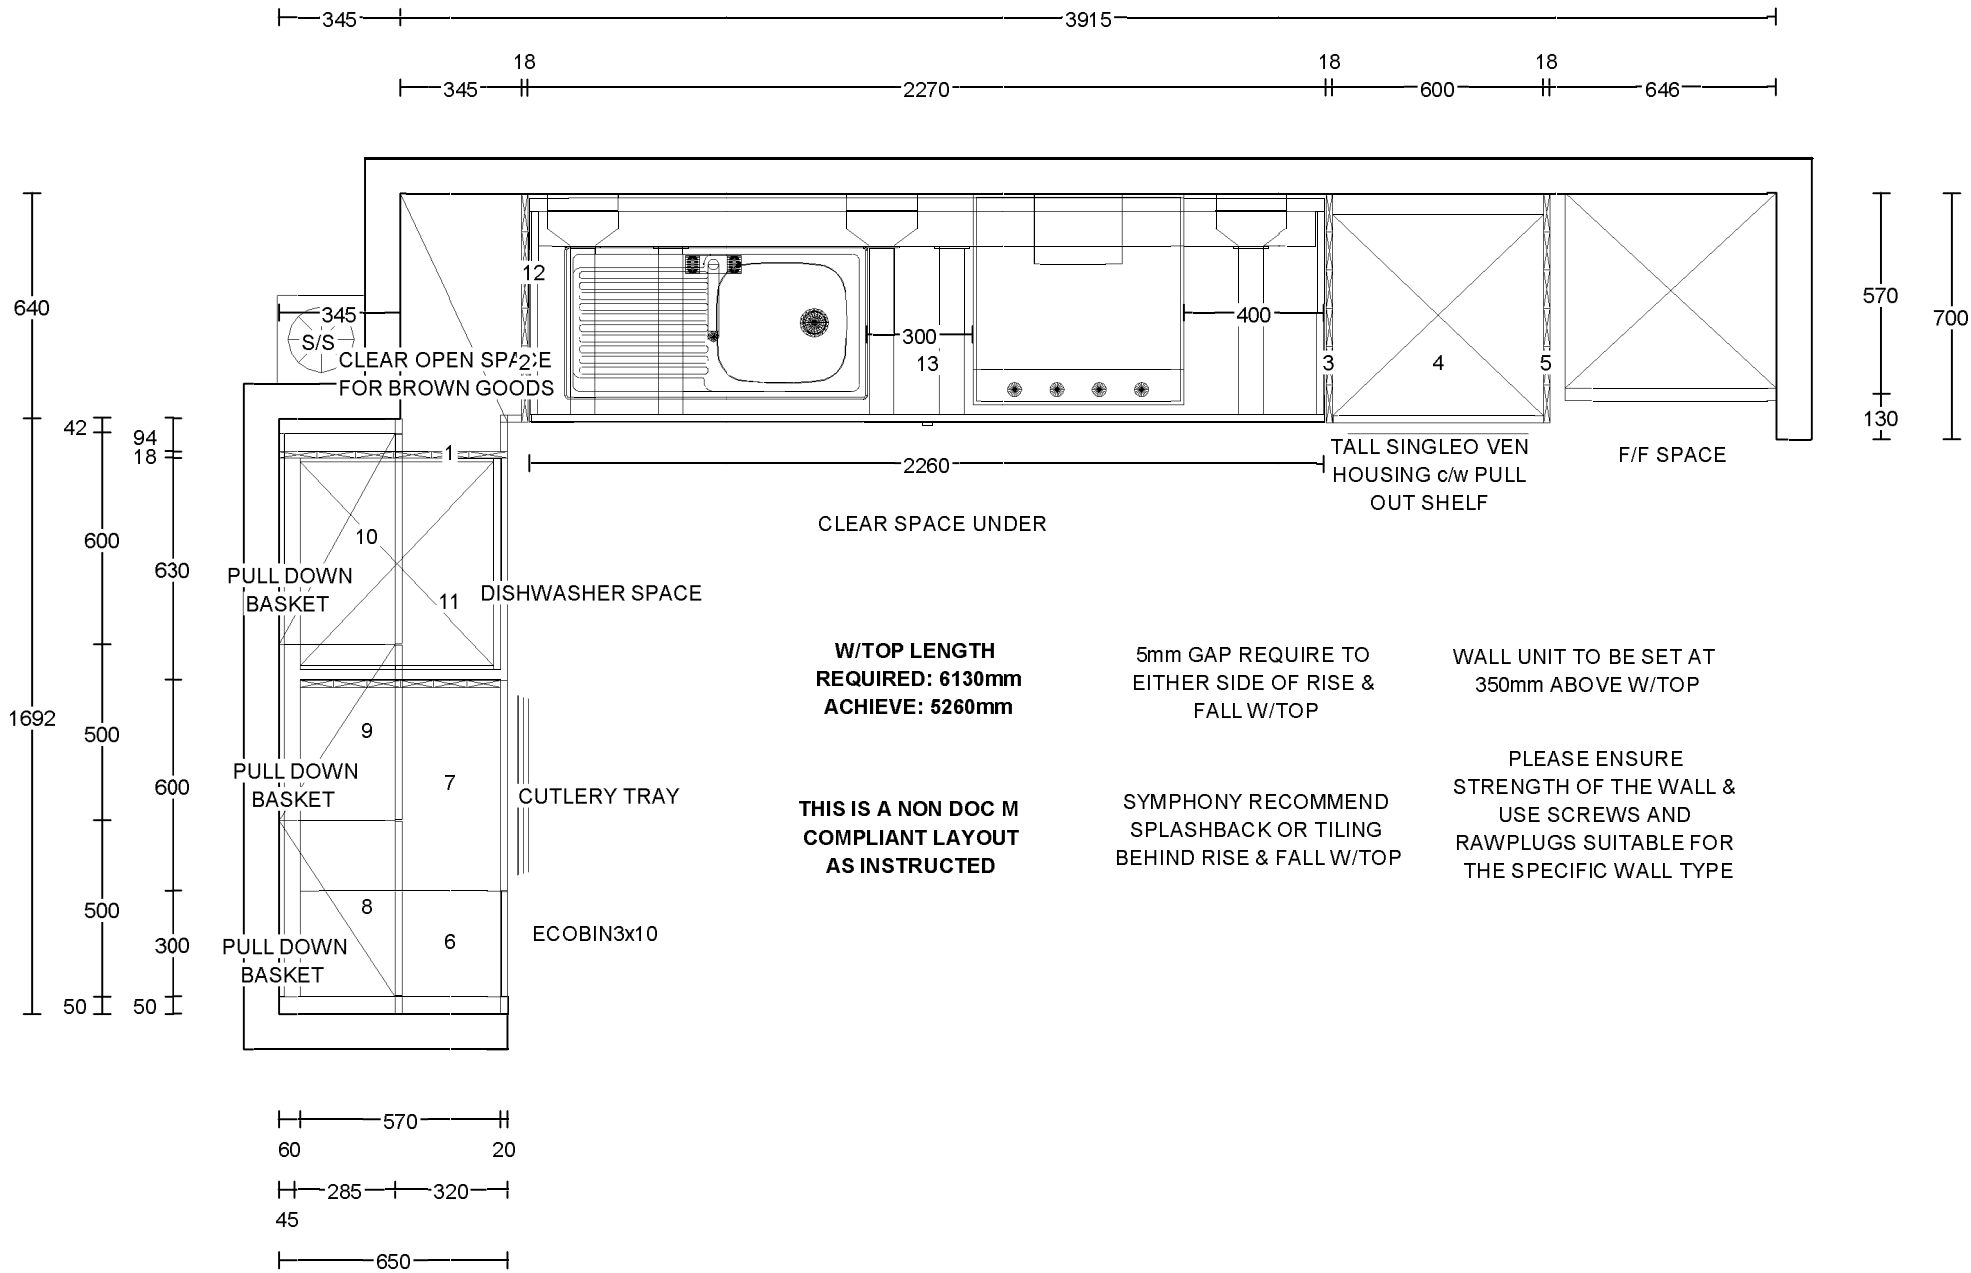 345
3915
18
18
18
345
2270
600
646
640
345
S/S
CLEAR OPEN SPACE
FOR BROWN GOODS
12
2
300
13
400
3
4
5
570
700
130
42
94
18
1
2260
TALL SINGLEO VEN
HOUSING c/w PULL
OUT SHELF
F/F SPACE
CLEAR SPACE UNDER
600
630
10
PULL DOWN
BASKET
11
DISHWASHER SPACE
W/TOP LENGTH
REQUIRED: 6130mm
ACHIEVE: 5260mm
5mm GAP REQUIRE TO
EITHER SIDE OF RISE &
FALL W/TOP
WALL UNIT TO BE SET AT
350mm ABOVE W/TOP
1692
500
600
9
PULL DOWN
BASKET
7
CUTLERY TRAY
THIS IS A NON DOC M
COMPLIANT LAYOUT
AS INSTRUCTED
SYMPHONY RECOMMEND
SPLASHBACK OR TILING
BEHIND RISE & FALL W/TOP
PLEASE ENSURE
STRENGTH OF THE WALL &
USE SCREWS AND
RAWPLUGS SUITABLE FOR
THE SPECIFIC WALL TYPE
500
300
8
PULL DOWN
BASKET
6
ECOBIN3x10
50
50
570
60
20
285
320
45
650